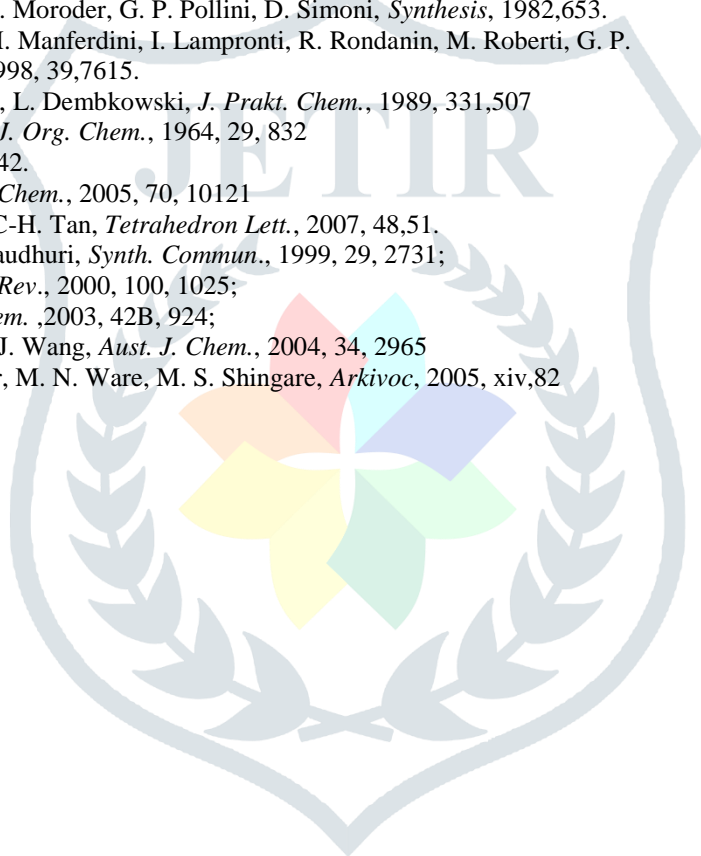 . Moroder, G. P. Pollini, D. Simoni, Synthesis, 1982,653.
I. Manferdini, I. Lampronti, R. Rondanin, M. Roberti, G. P.
998, 39,7615.
, L. Dembkowski, J. Prakt. Chem., 1989, 331,507
J. Org. Chem., 1964, 29, 832
42.
Chem., 2005, 70, 10121
C-H. Tan, Tetrahedron Lett., 2007, 48,51.
audhuri, Synth. Commun., 1999, 29, 2731;
Rev., 2000, 100, 1025;
em. ,2003, 42B, 924;
J. Wang, Aust. J. Chem., 2004, 34, 2965
, M. N. Ware, M. S. Shingare, Arkivoc, 2005, xiv,82
JETIR